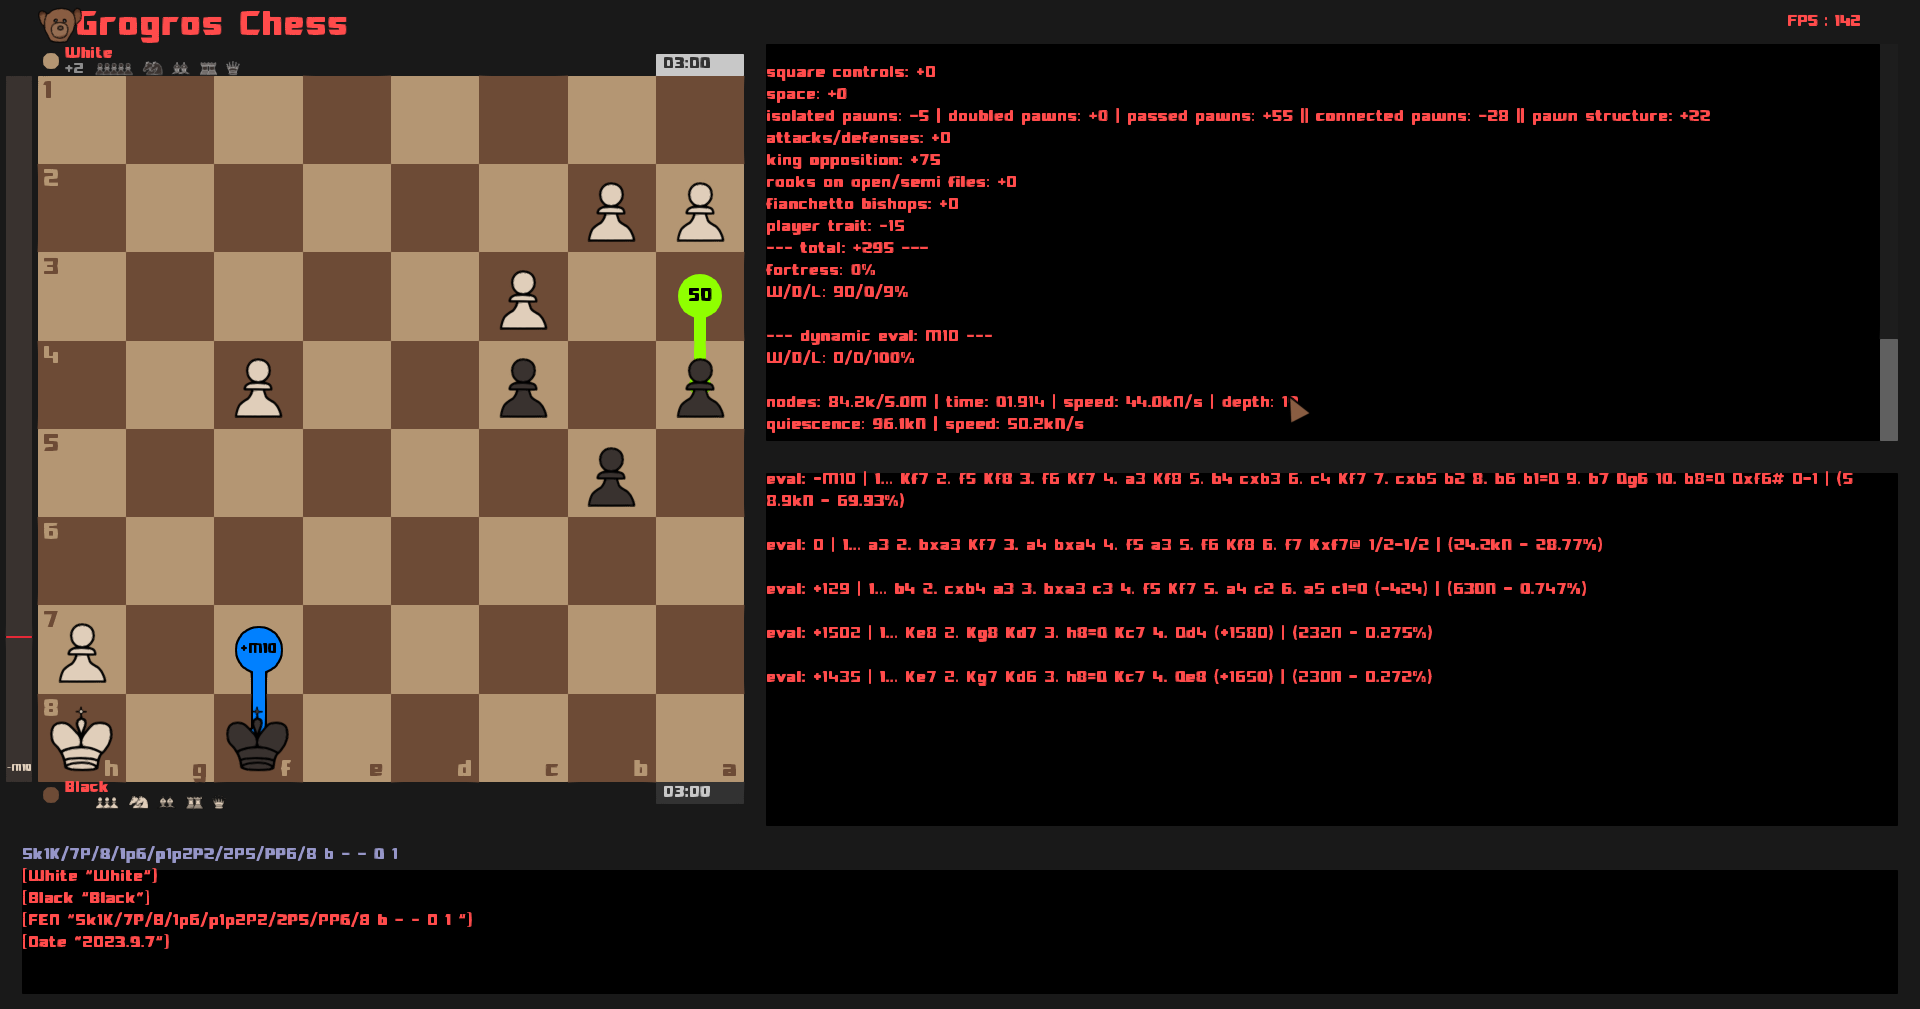 Grogros Chess
FPS : 142
White
+2
03:00
1
2
3
4
5
6
7
8
h g f e d c b a
50
+M10
-M10
Black
03:00
square controls: +0
space: +0
isolated pawns: -5 | doubled pawns: +0 | passed pawns: +55 || connected pawns: -28 || pawn structure: +22
attacks/defenses: +0
king opposition: +75
rooks on open/semi files: +0
fianchetto bishops: +0
player trait: -15
--- total: +295 ---
fortress: 0%
W/D/L: 90/0/9%
--- dynamic eval: M10 ---
W/D/L: 0/0/100%
nodes: 84.2k/5.0M | time: 01.914 | speed: 44.0kN/s | depth:
quiescence: 96.1kN | speed: 50.2kN/s
eval: -M10 | 1... Kf7 2. f5 Kf8 3. f6 Kf7 4. a3 Kf8 5. b4 cxb3 6. c4 Kf7 7. cxb5 b2 8. b6 b1=Q 9. b7 Qg6 10. b8=Q Qxf6# 0-1 | (5
8.9kN - 69.93%)
eval: 0 | 1... a3 2. bxa3 Kf7 3. a4 bxa4 4. f5 a3 5. f6 Kf8 6. f7 Kxf7@ 1/2-1/2 | (24.2kN - 28.77%)
eval: +129 | 1... b4 2. cxb4 a3 3. bxa3 c3 4. f5 Kf7 5. a4 c2 6. a5 c1=Q (-424) | (630N - 0.747%)
eval: +1502 | 1... Ke8 2. Kg8 Kd7 3. h8=Q Kc7 4. Qd4 (+1580) | (232N - 0.275%)
eval: +1435 | 1... Ke7 2. Kg7 Kd6 3. h8=Q Kc7 4. Qe8 (+1650) | (230N - 0.272%)
5k1K/7P/8/1p6/p1p2P2/2P5/PP6/8 b - - 0 1
[White "White"]
[Black "Black"]
[FEN "5k1K/7P/8/1p6/p1p2P2/2P5/PP6/8 b - - 0 1 "]
[Date "2023.9.7"]